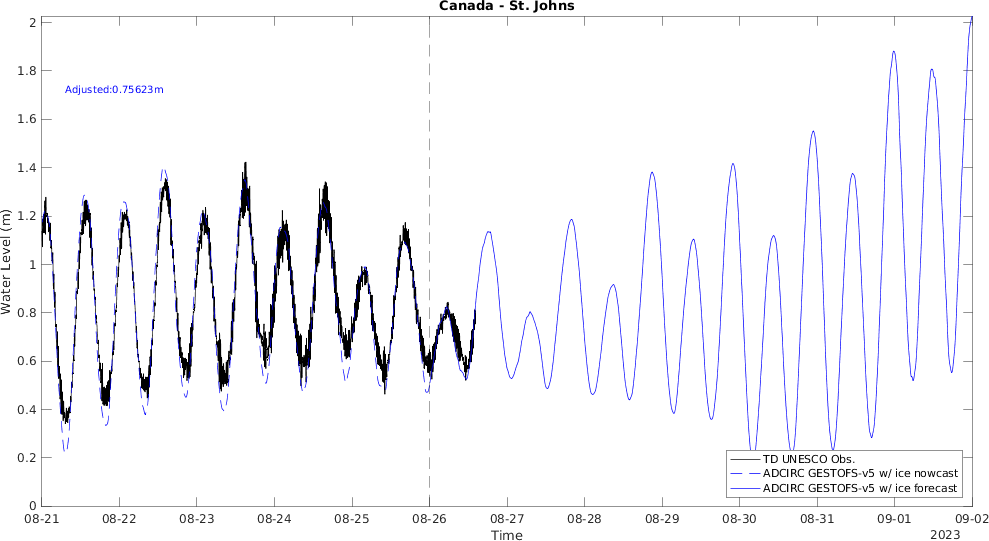 Canada - St. Johns
2
1.8
1.6
1.4
1.2
1
0.8
0.6
0.4
0.2
0
Water Level (m)
Adjusted:0.75623m
TD UNESCO Obs.
ADCIRC GESTOFS-v5 w/ ice nowcast
ADCIRC GESTOFS-v5 w/ ice forecast
08-21 08-22 08-23 08-24 08-25 08-26 08-27 08-28 08-29 08-30 08-31 09-01 09-02
Time
2023